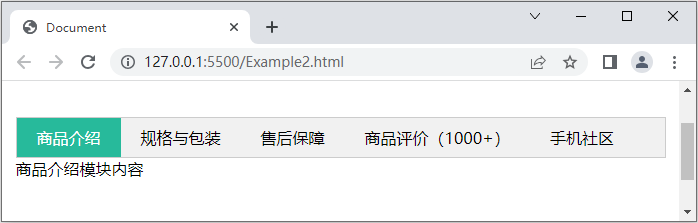 Document
127.0.0.1:5500/Example2.html
商品介绍 规格与包装 售后保障 商品评价（1000+） 手机社区
商品介绍模块内容